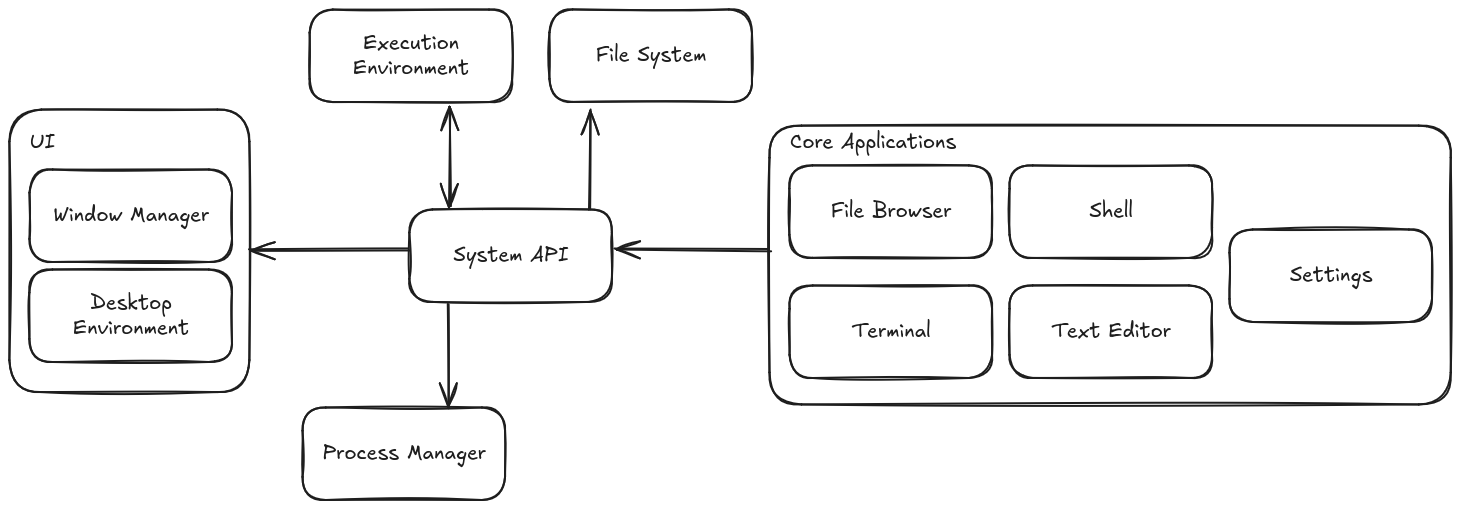 Execution
Environment
File System
UI
Window Manager
Desktop
Environment
System API
Process Manager
Core Applications
File Browser
Shell
Settings
Terminal
Text Editor